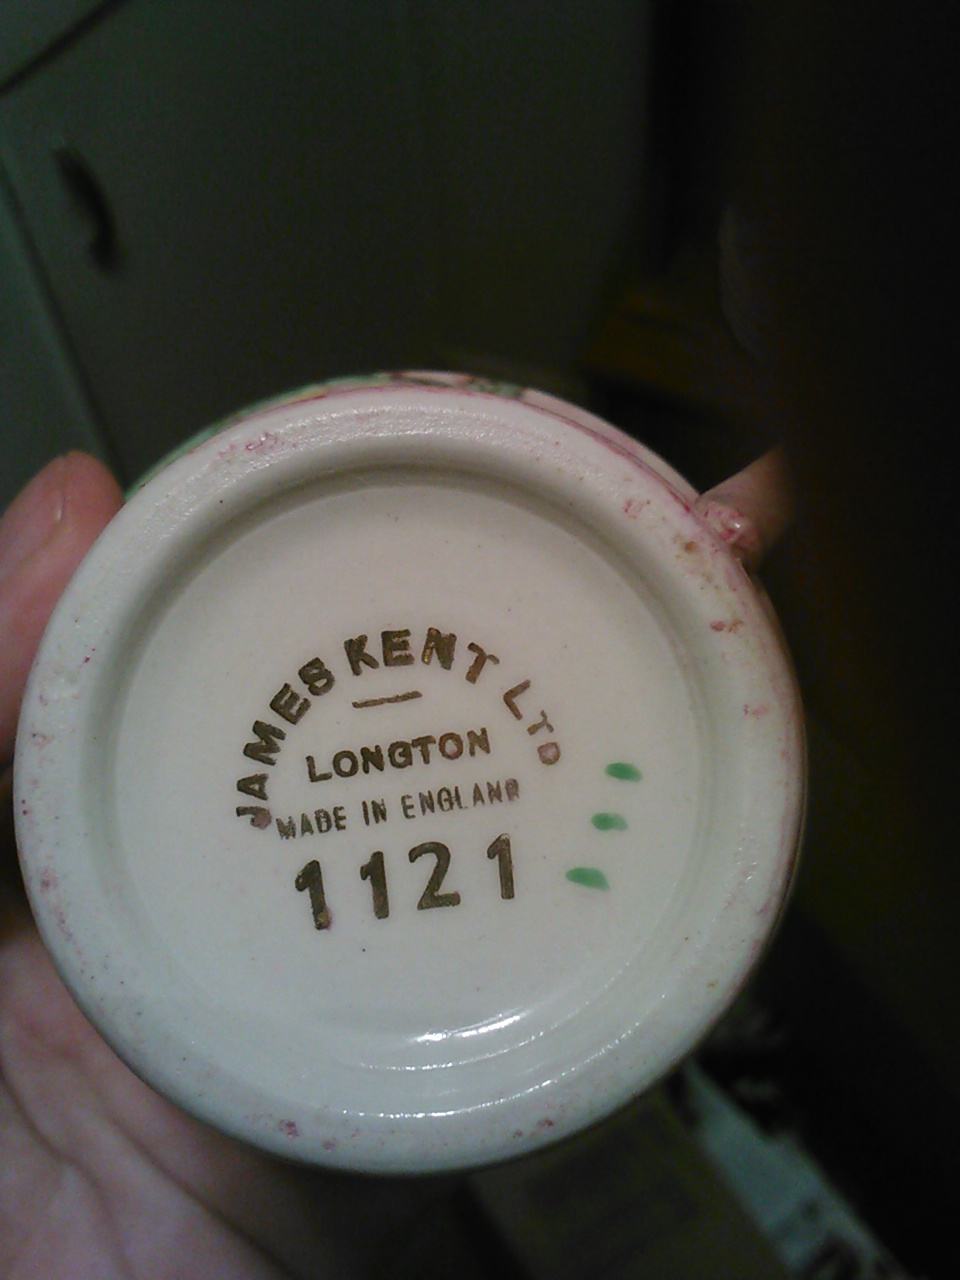 JAMES KENT LTD
LONGTON
MADE IN ENGLAND
1121